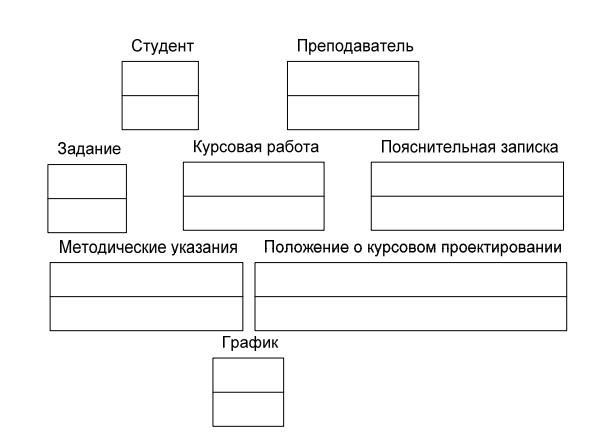 Студент Преподаватель
Задание Курсовая работа Пояснительная записка
Методические указания Положение о курсовом проектировании
График